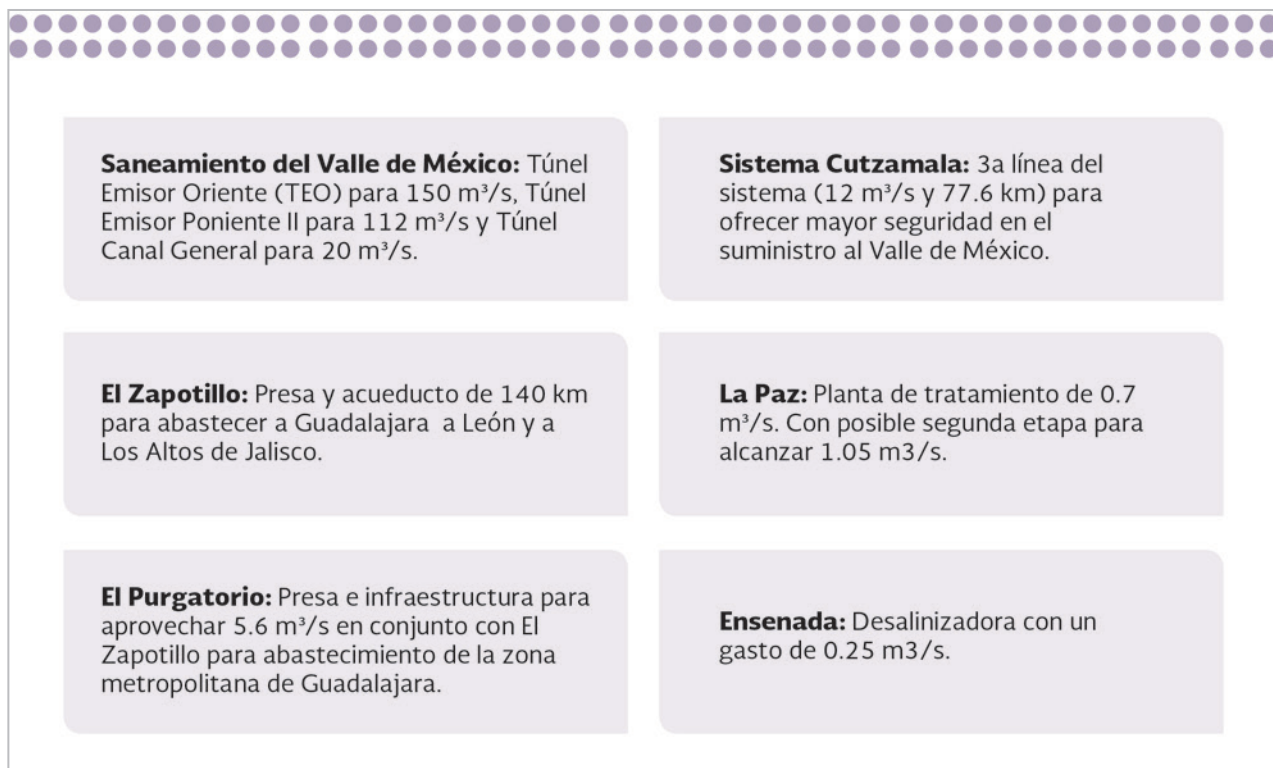 Saneamiento del Valle de México: Túnel
Emisor Oriente (TEO) para 150 m³/s, Túnel
Emisor Poniente II para 112 m³/s y Túnel
Canal General para 20 m³/s.
Sistema Cutzamala: 3a línea del
sistema (12 m³/s y 77.6 km) para
ofrecer mayor seguridad en el
suministro al Valle de México.
El Zapotillo: Presa y acueducto de 140 km
para abastecer a Guadalajara  a León y a
Los Altos de Jalisco.
La Paz: Planta de tratamiento de 0.7
m³/s. Con posible segunda etapa para
alcanzar 1.05 m3/s.
El Purgatorio: Presa e infraestructura para
aprovechar 5.6 m³/s en conjunto con El
Zapotillo para abastecimiento de la zona
metropolitana de Guadalajara.
Ensenada: Desalinizadora con un
gasto de 0.25 m3/s.